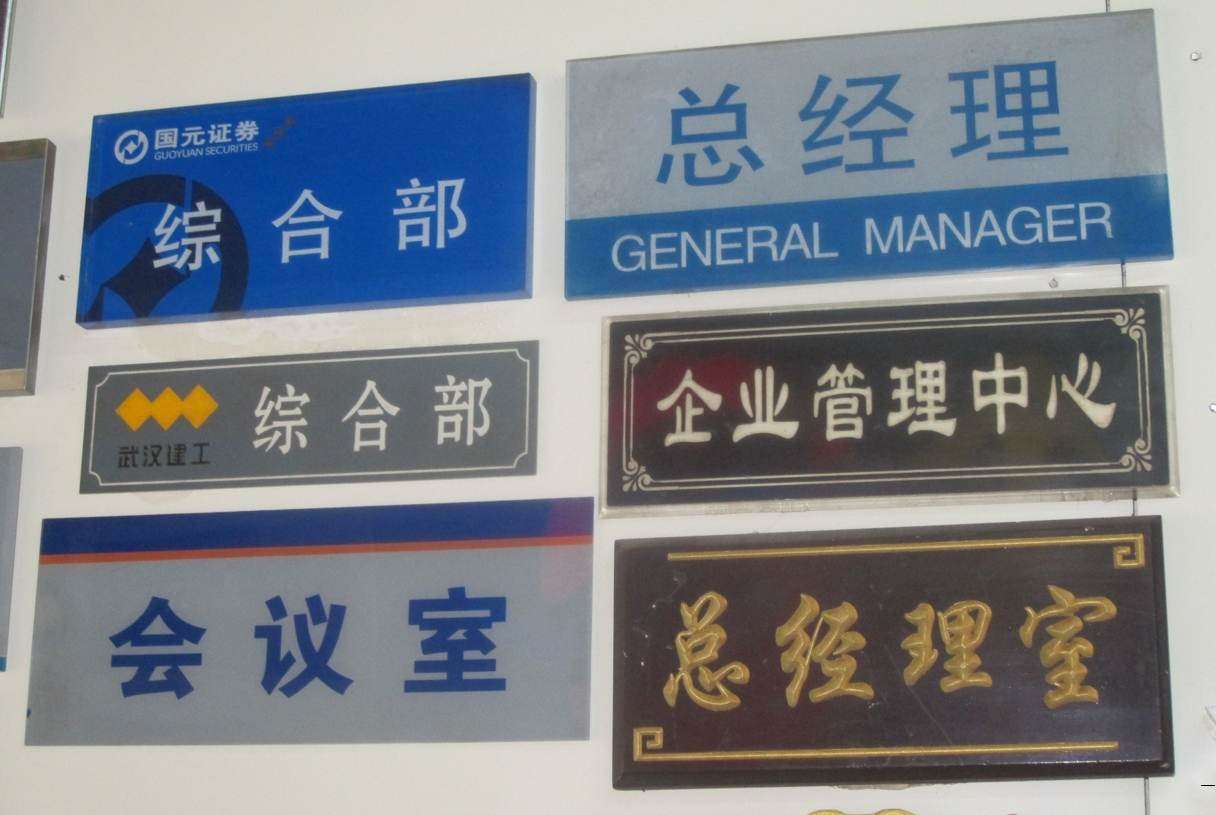 国元证券
GUOYUAN SECURITIES
综合部
总经理
GENERAL MANAGER
武汉建工
综合部
企业管理中心
会议室
总经理室